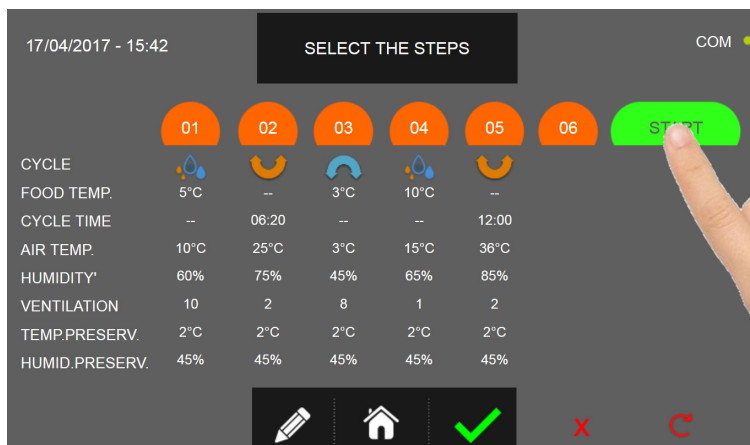 17/04/2017 - 15:42
SELECT THE STEPS
COM
01 02 03 04 05 06 START
CYCLE
FOOD TEMP. 5°C -- 3°C 10°C --
CYCLE TIME -- 06:20 -- -- 12:00
AIR TEMP. 10°C 25°C 3°C 15°C 36°C
HUMIDITY' 60% 75% 45% 65% 85%
VENTILATION 10 2 8 1 2
TEMP.PRESERV. 2°C 2°C 2°C 2°C 2°C
HUMID.PRESERV. 45% 45% 45% 45% 45%
X